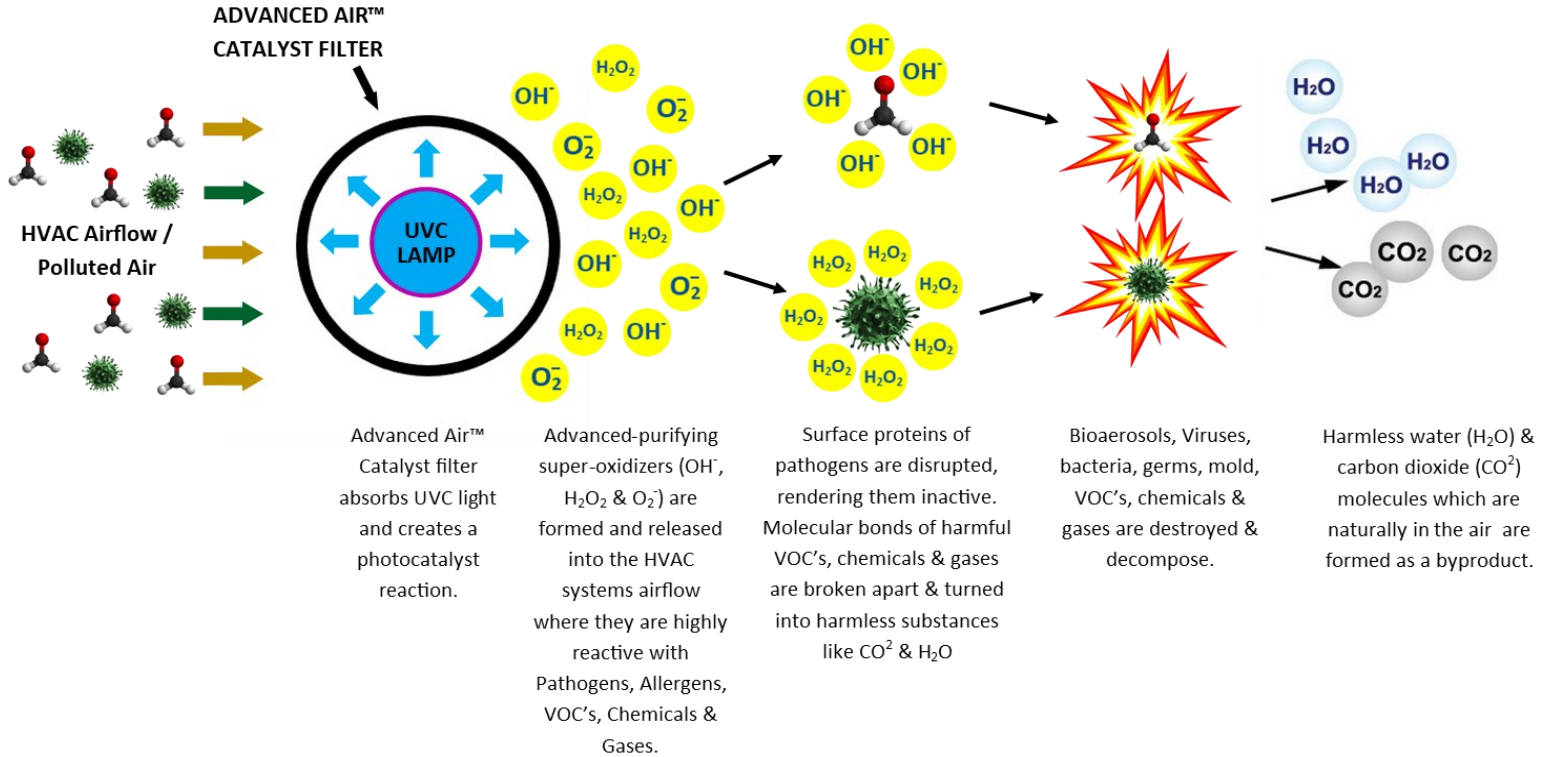 ADVANCED AIR™
CATALYST FILTER
HVAC Airflow /
Polluted Air
UVC
LAMP
OH⁻
H₂O₂
O₂⁻
O₂⁻
OH⁻
H₂O₂
OH⁻
H₂O₂
OH⁻
O₂⁻
H₂O₂
OH⁻
O₂⁻
OH⁻
OH⁻
OH⁻
OH⁻
OH⁻
H₂O₂
H₂O₂
H₂O₂
H₂O₂
H₂O₂
H₂O₂
H₂O₂
H₂O
H₂O
H₂O
H₂O
CO₂
CO₂
CO₂
Advanced Air™
Catalyst filter
absorbs UVC light
and creates a
photocatalyst
reaction.
Advanced-purifying
super-oxidizers (OH⁻,
H₂O₂ & O₂⁻) are
formed and released
into the HVAC
systems airflow
where they are highly
reactive with
Pathogens, Allergens,
VOC’s, Chemicals &
Gases.
Surface proteins of
pathogens are disrupted,
rendering them inactive.
Molecular bonds of harmful
VOC’s, chemicals & gases
are broken apart & turned
into harmless substances
like CO² & H₂O
Bioaerosols, Viruses,
bacteria, germs, mold,
VOC’s, chemicals &
gases are destroyed &
decompose.
Harmless water (H₂O) &
carbon dioxide (CO²)
molecules which are
naturally in the air are
formed as a byproduct.